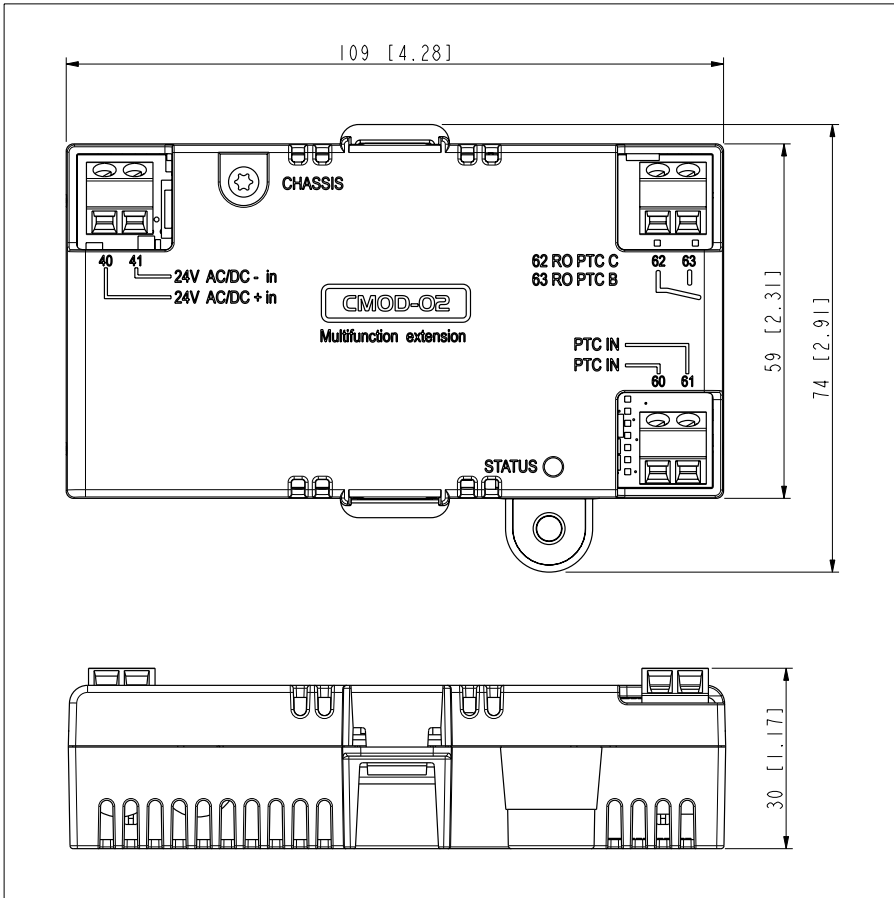 109 [4.28]
CHASSIS
40 41
24V AC/DC - in
24V AC/DC + in
62 RO PTC C
63 RO PTC B
62 63
CMOD-02
Multifunction extension
PTC IN
PTC IN
60 61
STATUS
59 [2.31]
74 [2.91]
30 [1.17]